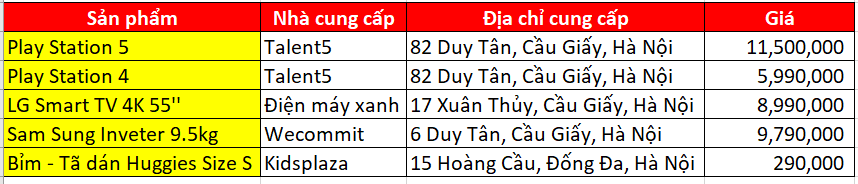 Sản phẩm Nhà cung cấp Địa chỉ cung cấp Giá
Play Station 5 Talent5 82 Duy Tân, Cầu Giấy, Hà Nội 11,500,000
Play Station 4 Talent5 82 Duy Tân, Cầu Giấy, Hà Nội 5,990,000
LG Smart TV 4K 55'' Điện máy xanh 17 Xuân Thủy, Cầu Giấy, Hà Nội 8,990,000
Sam Sung Inveter 9.5kg Wecommit 6 Duy Tân, Cầu Giấy, Hà Nội 9,790,000
Bỉm - Tã dán Huggies Size S Kidsplaza 15 Hoàng Cầu, Đống Đa, Hà Nội 290,000